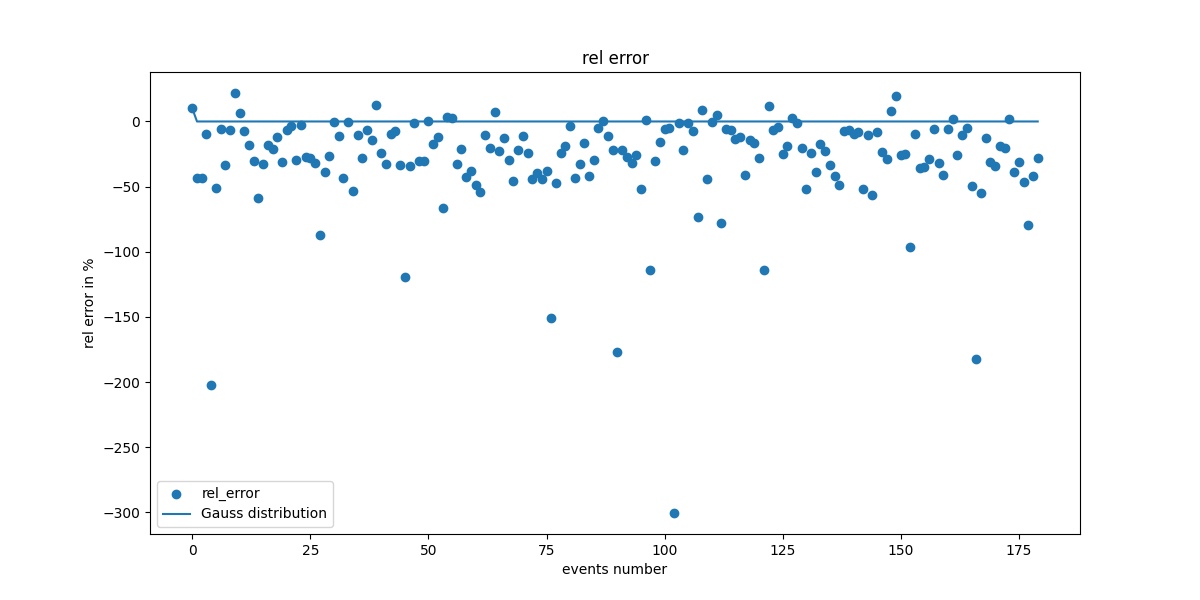 rel error
0
−50
−100
−150
−200
−250
−300
rel error in %
rel_error
Gauss distribution
0 25 50 75 100 125 150 175
events number